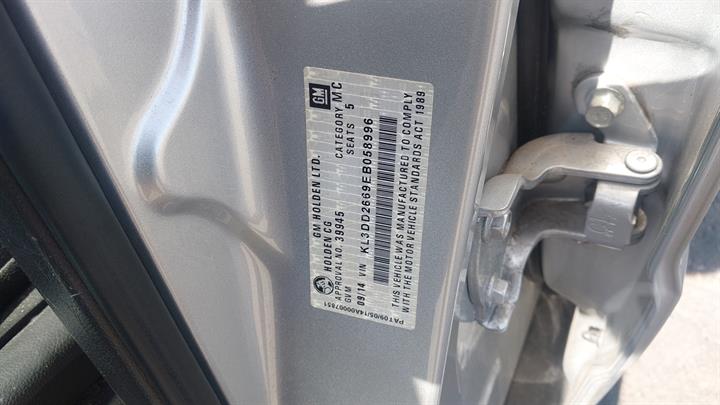 GM
GM HOLDEN LTD.
HOLDEN CG CATEGORY MC
APPROVAL NO. 39945 SEATS 5
GVM
09/14 VIN KL3DD2669EB058996
THIS VEHICLE WAS MANUFACTURED TO COMPLY
WITH THE MOTOR VEHICLE STANDARDS ACT 1989
PAT09/05/14A00007851